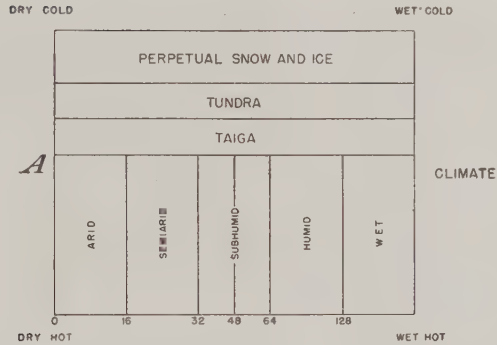 DRY COLD
WET COLD
PERPETUAL SNOW AND ICE
TUNDRA
TAIGA
A
CLIMATE
ARID
SEMIARID
SUBHUMID
HUMID
WET
0 16 32 48 64 128
DRY HOT
WET HOT